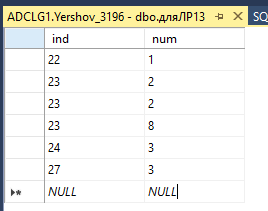 ADCLG1.Yershov_3196 - dbo.дляЛР13 SQ
ind num
22 1
23 2
23 2
23 8
24 3
27 3
NULL NULL